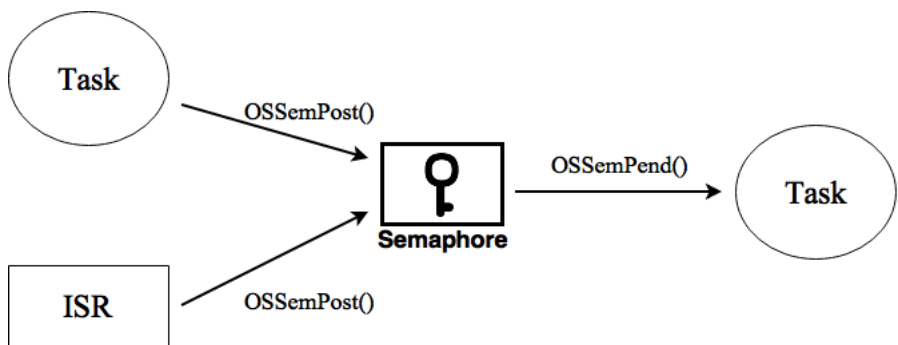 Task
OSSemPost()
OSSemPend()
Task
Semaphore
ISR
OSSemPost()